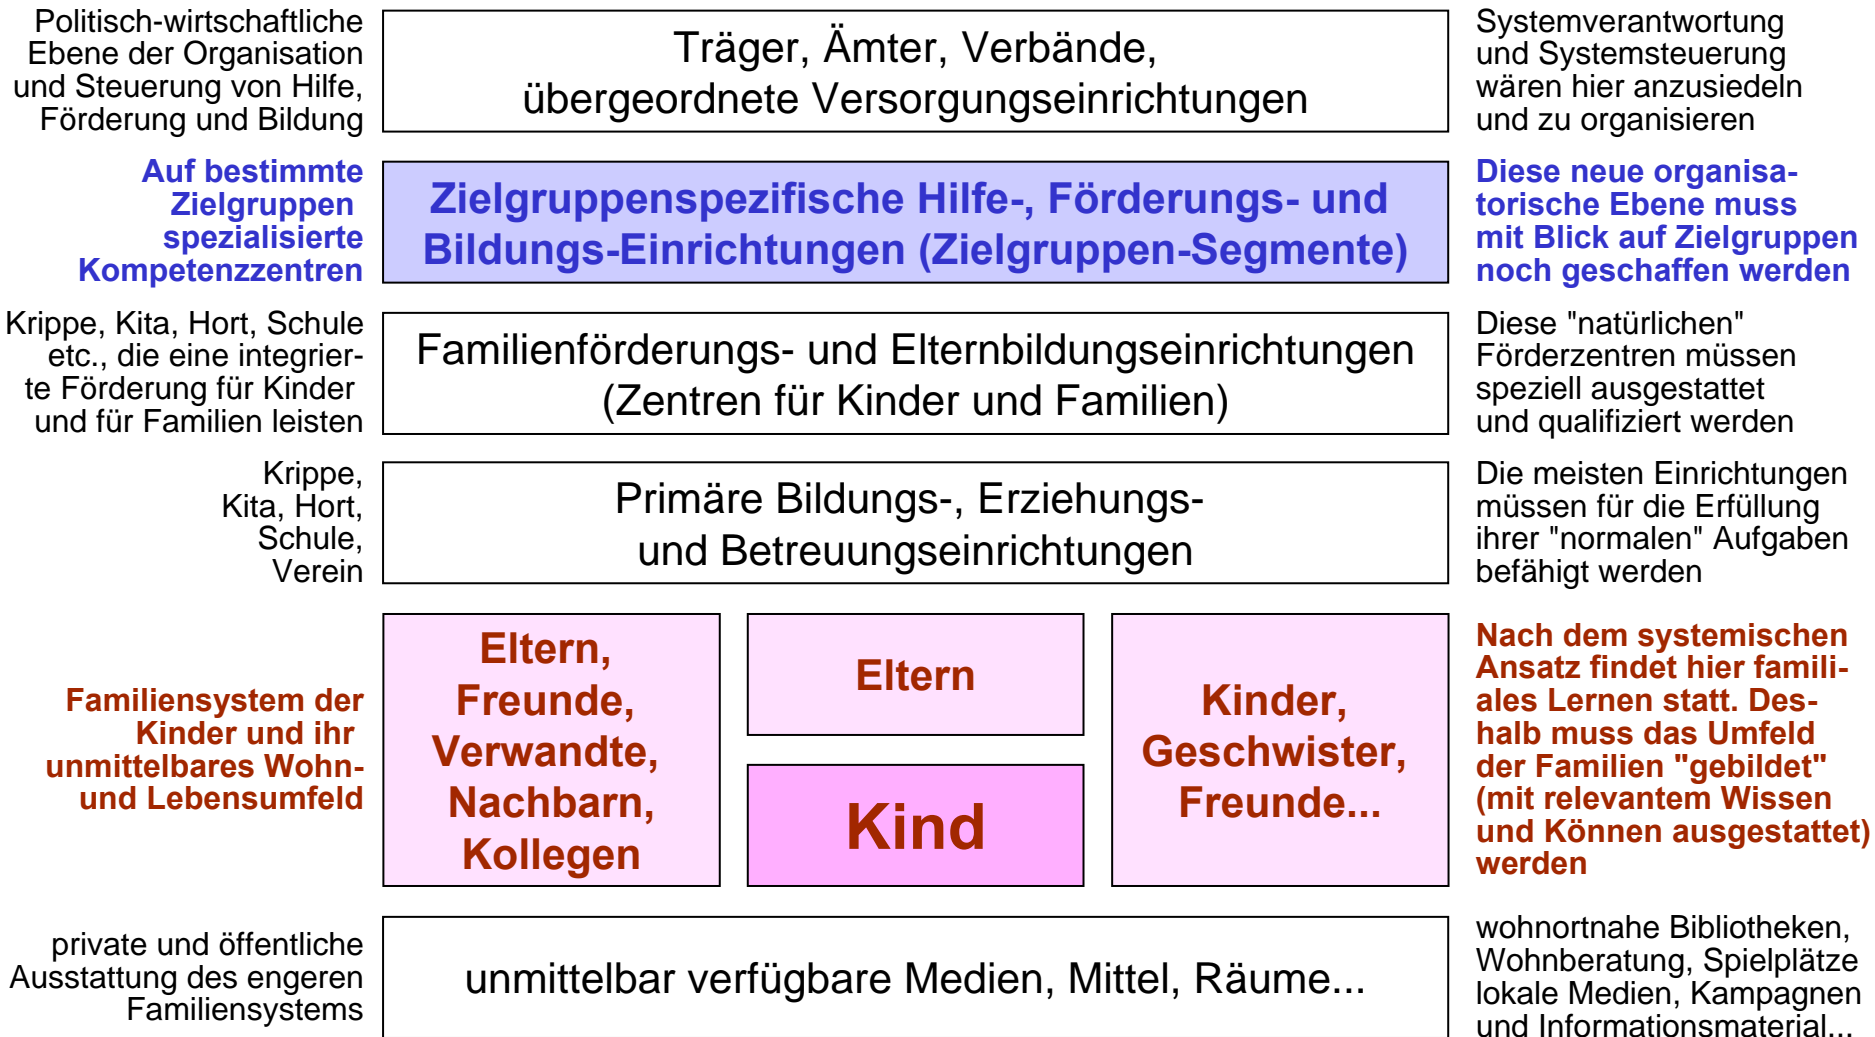 Politisch-wirtschaftliche
Ebene der Organisation
und Steuerung von Hilfe,
Förderung und Bildung
Träger, Ämter, Verbände,
übergeordnete Versorgungseinrichtungen
Systemverantwortung
und Systemsteuerung
wären hier anzusiedeln
und zu organisieren
Auf bestimmte
Zielgruppen
spezialisierte
Kompetenzzentren
Zielgruppenspezifische Hilfe-, Förderungs- und
Bildungs-Einrichtungen (Zielgruppen-Segmente)
Diese neue organisa-
torische Ebene muss
mit Blick auf Zielgruppen
noch geschaffen werden
Krippe, Kita, Hort, Schule
etc., die eine integrier-
te Förderung für Kinder
und für Familien leisten
Familienförderungs- und Elternbildungseinrichtungen
(Zentren für Kinder und Familien)
Diese "natürlichen"
Förderzentren müssen
speziell ausgestattet
und qualifiziert werden
Krippe,
Kita, Hort,
Schule,
Verein
Primäre Bildungs-, Erziehungs-
und Betreuungseinrichtungen
Die meisten Einrichtungen
müssen für die Erfüllung
ihrer "normalen" Aufgaben
befähigt werden
Familiensystem der
Kinder und ihr
unmittelbares Wohn-
und Lebensumfeld
Eltern,
Freunde,
Verwandte,
Nachbarn,
Kollegen
Eltern
Kind
Kinder,
Geschwister,
Freunde...
Nach dem systemischen
Ansatz findet hier famili-
ales Lernen statt. Des-
halb muss das Umfeld
der Familien "gebildet"
(mit relevantem Wissen
und Können ausgestattet)
werden
private und öffentliche
Ausstattung des engeren
Familiensystems
unmittelbar verfügbare Medien, Mittel, Räume...
wohnortnahe Bibliotheken,
Wohnberatung, Spielplätze
lokale Medien, Kampagnen
und Informationsmaterial...